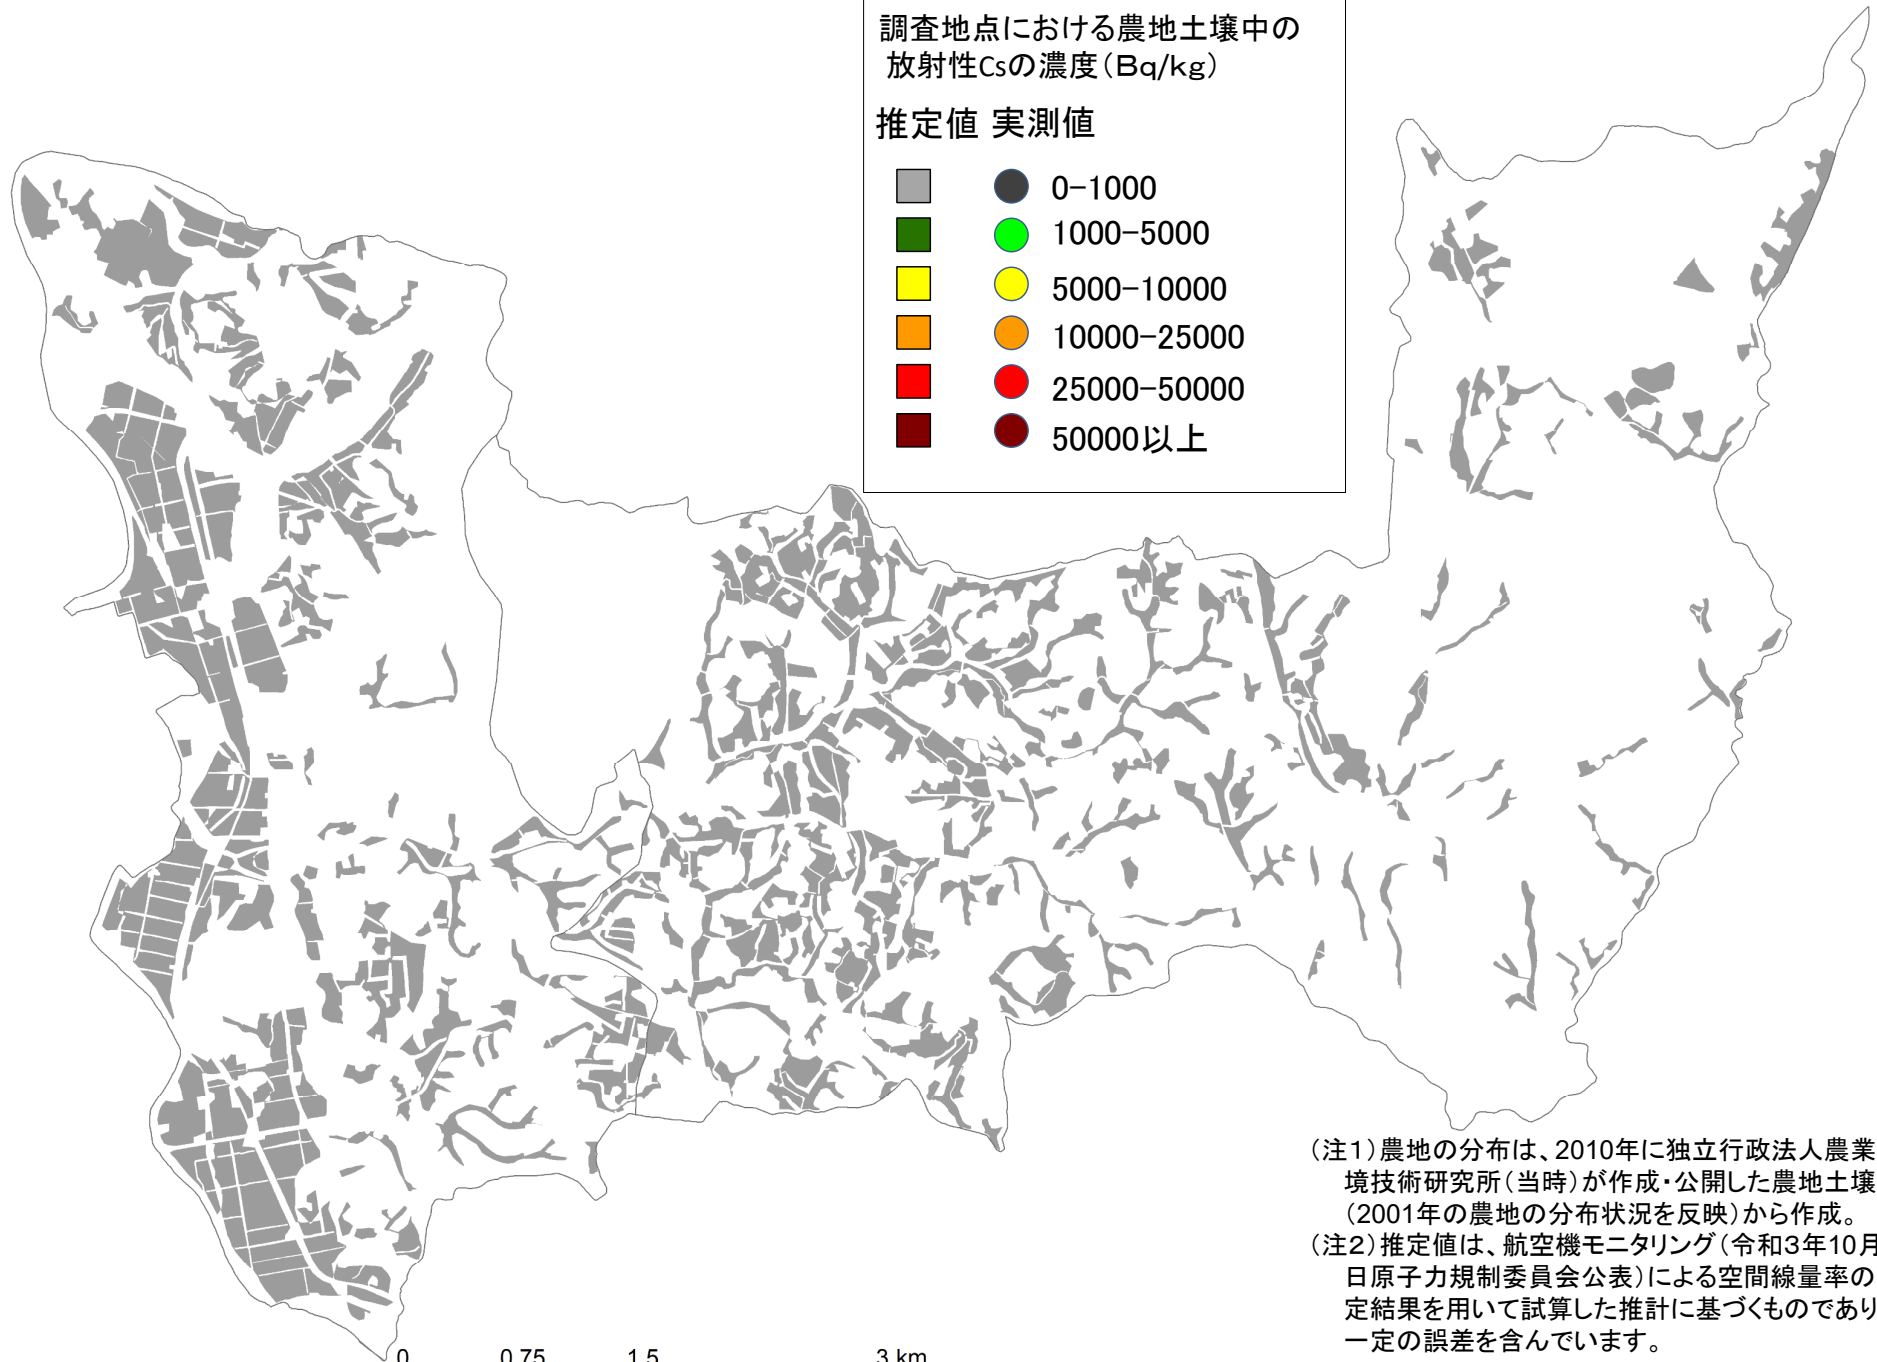 調査地点における農地土壌中の
放射性Csの濃度（Bq/kg）
推定値 実測値
0−1000
1000−5000
5000−10000
10000−25000
25000−50000
50000以上
（注１）農地の分布は、2010年に独立行政法人農業
境技術研究所（当時）が作成・公開した農地土壌
（2001年の農地の分布状況を反映）から作成。
（注２）推定値は、航空機モニタリング（令和３年10月
日原子力規制委員会公表）による空間線量率の
定結果を用いて試算した推計に基づくものであり
一定の誤差を含んでいます。
0 0.75 1.5 3 km